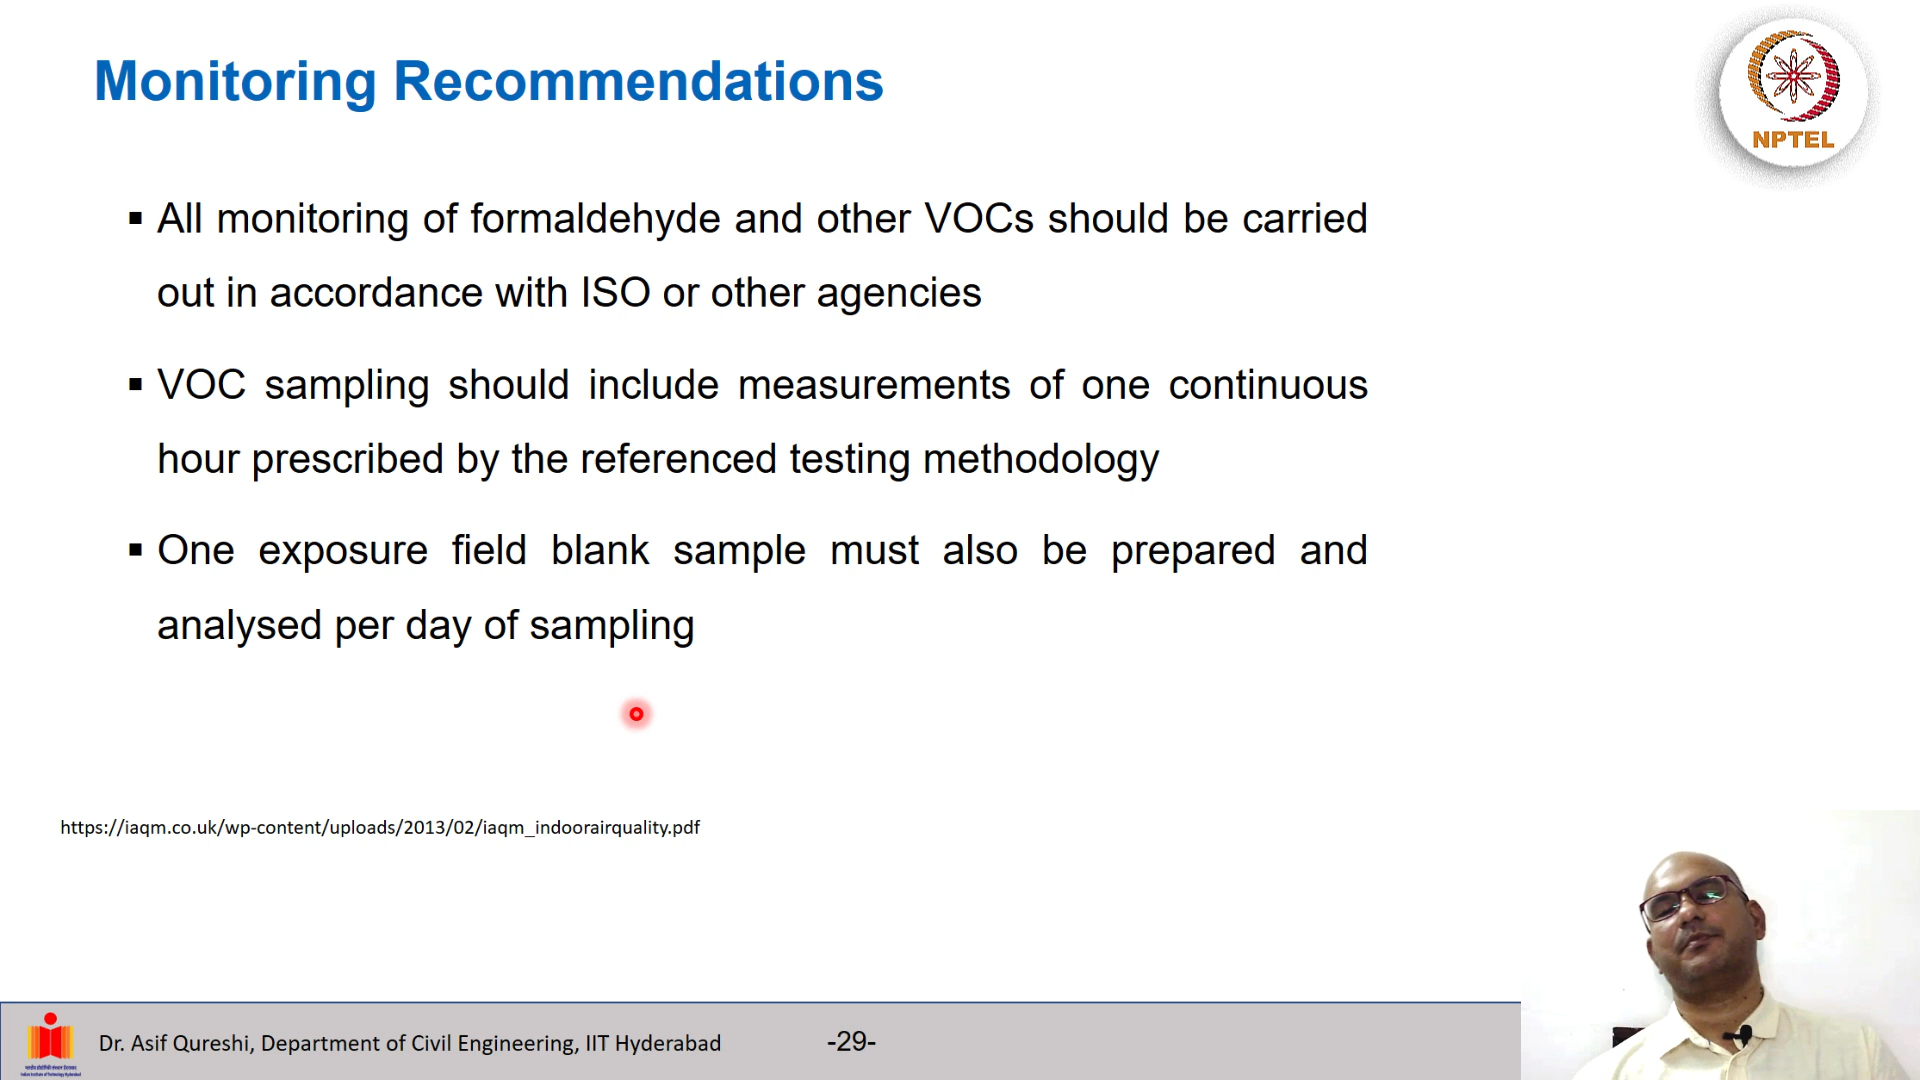 Monitoring Recommendations
NPTEL
▪ All monitoring of formaldehyde and other VOCs should be carried
out in accordance with ISO or other agencies
▪ VOC sampling should include measurements of one continuous
hour prescribed by the referenced testing methodology
▪ One exposure field blank sample must also be prepared and
analysed per day of sampling
https://iaqm.co.uk/wp-content/uploads/2013/02/iaqm_indoorairquality.pdf
Dr. Asif Qureshi, Department of Civil Engineering, IIT Hyderabad
-29-